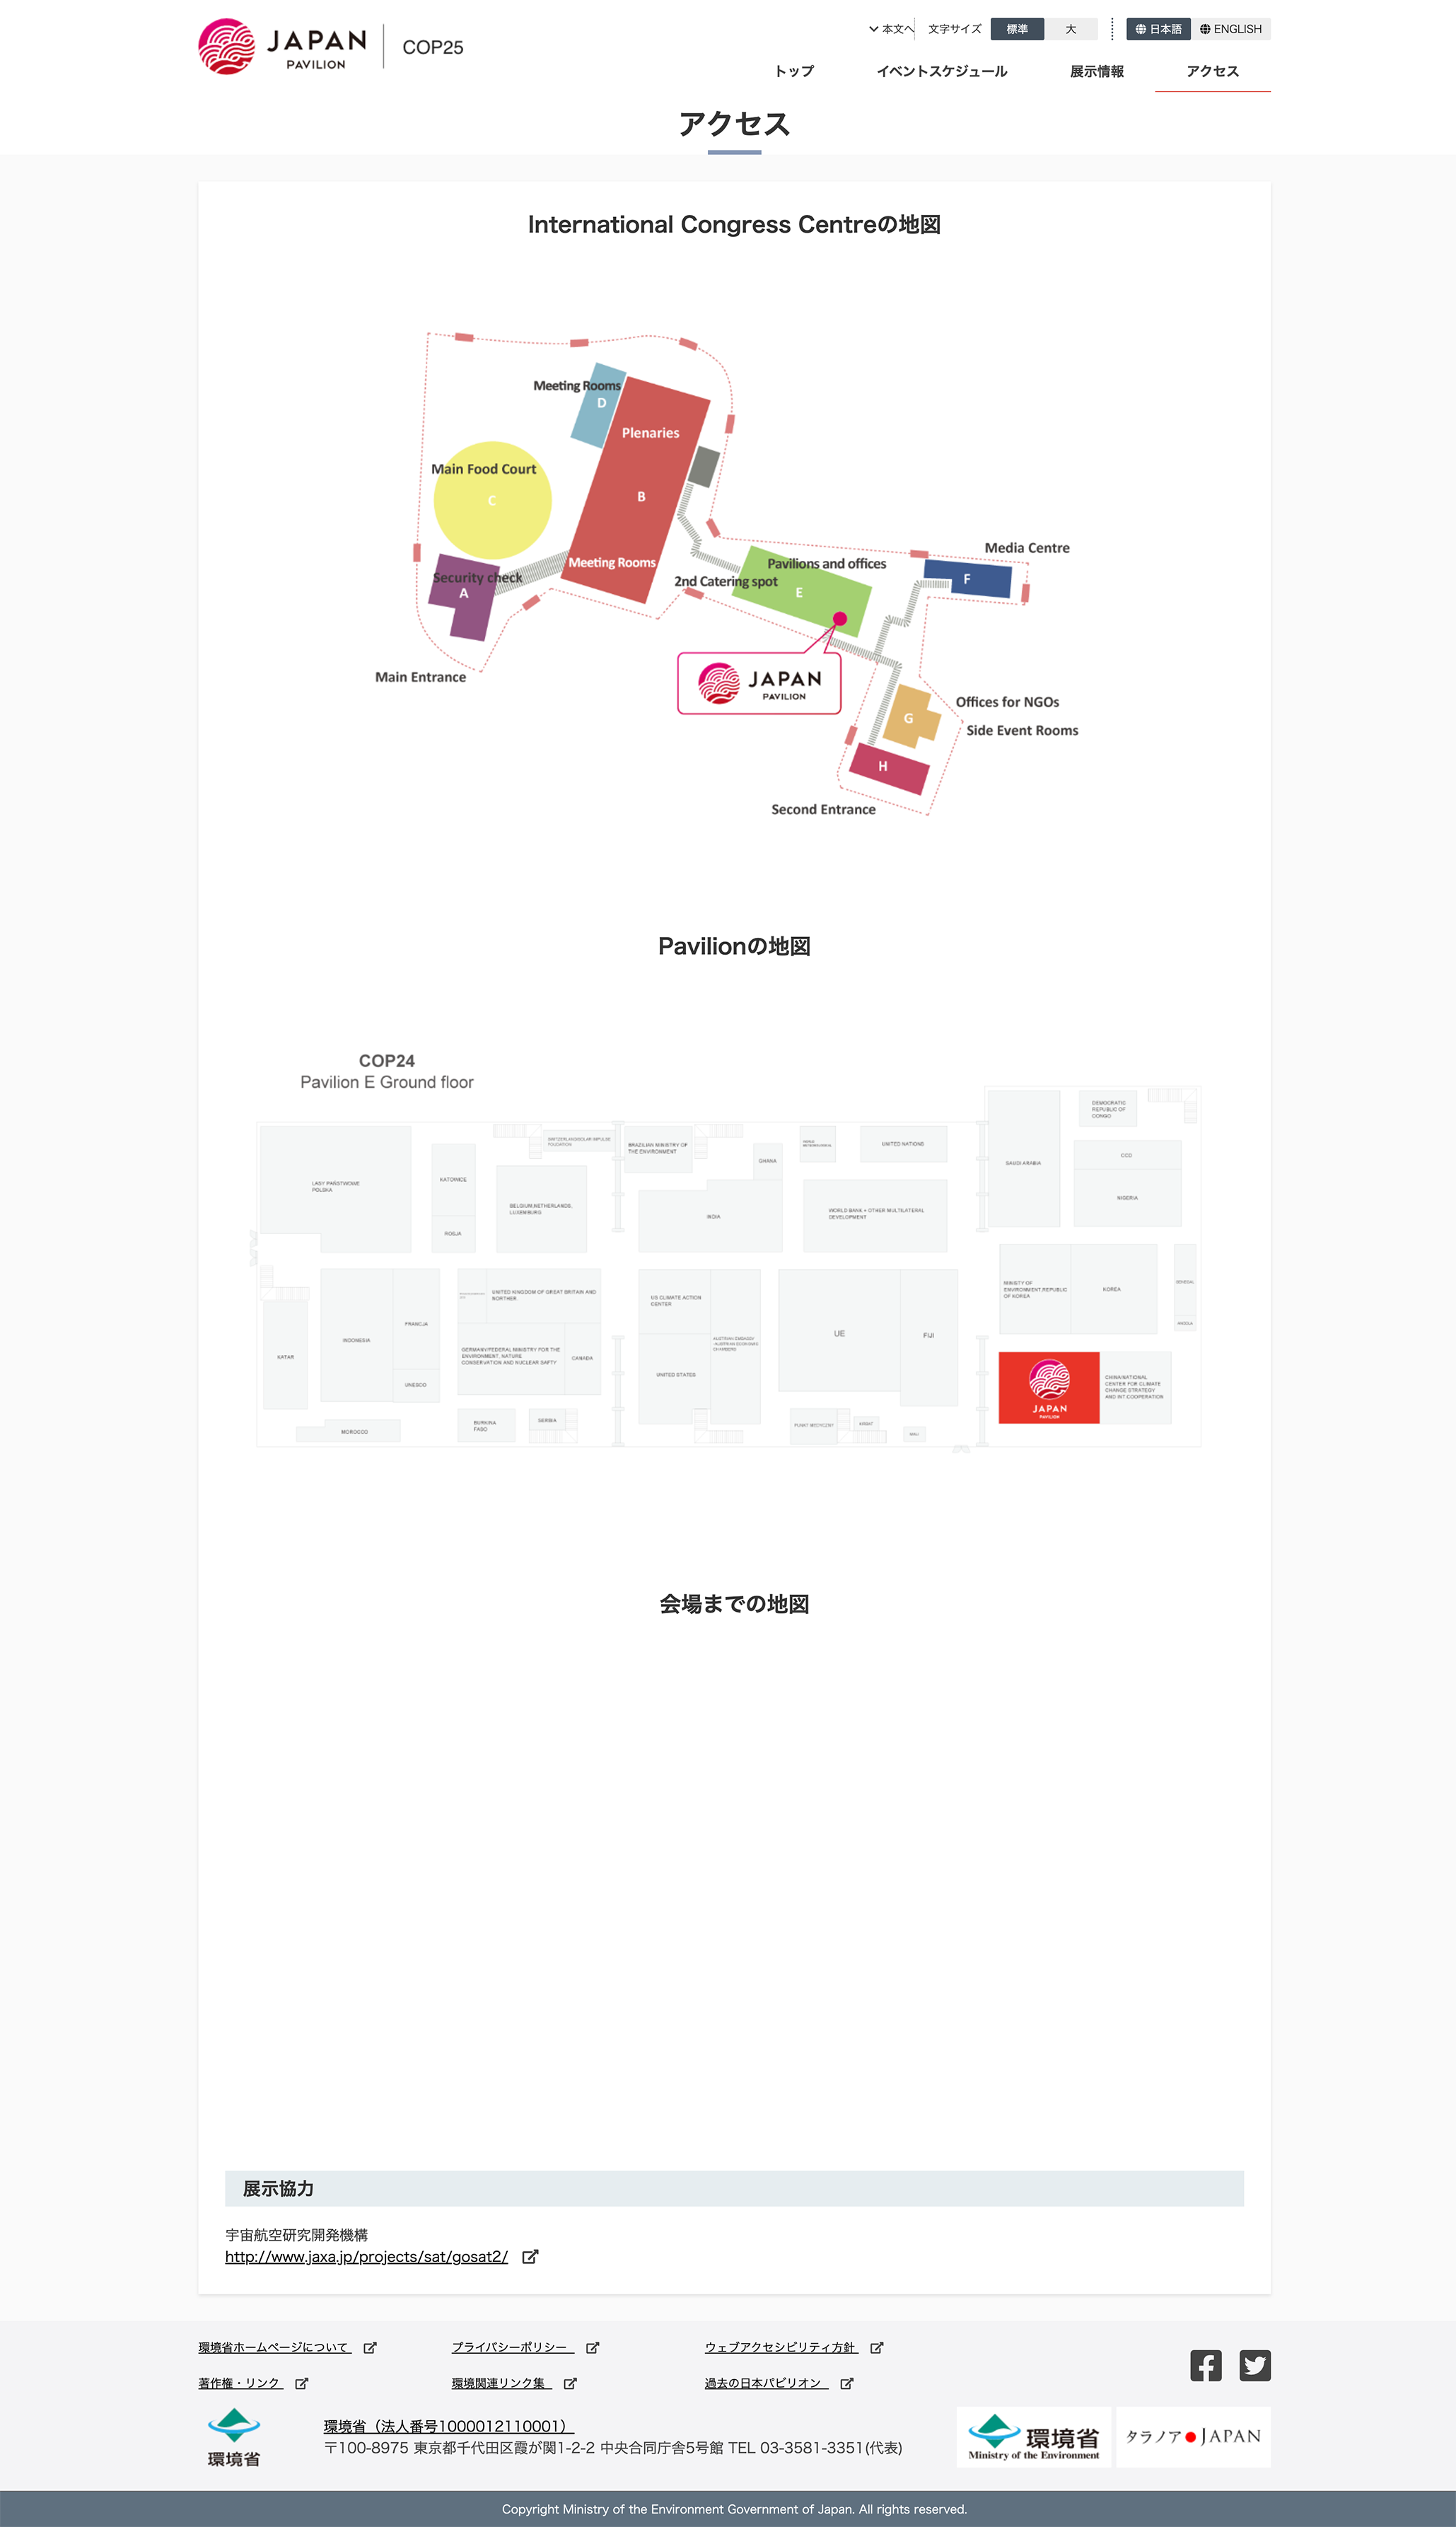 JAPAN
PAVILION
COP25
本文へ
文字サイズ
標準
大
日本語
ENGLISH
トップ
イベントスケジュール
展示情報
アクセス
アクセス
International Congress Centreの地図
Meeting Rooms
D
Plenaries
Main Food Court
C
B
Meeting Rooms
Security check
A
Main Entrance
Pavilions and offices
2nd Catering spot
E
Media Centre
F
JAPAN
PAVILION
Offices for NGOs
G
Side Event Rooms
H
Second Entrance
Pavilionの地図
COP24
Pavilion E Ground floor
LASY PAŃSTWOWE
POLSKA
KATOWICE
ROSJA
BELGIUM,NETHERLANDS,
LUXEMBURG
BRAZILIAN MINISTRY OF
THE ENVIRONMENT
GHANA
INDIA
UNITED NATIONS
WORLD BANK + OTHER MULTILATERAL
DEVELOPMENT
SAUDI ARABIA
DEMOCRATIC
REPUBLIC OF
CONGO
CCD
NIGERIA
KATAR
INDONESIA
FRANCJA
UNESCO
MOROCCO
UNITED KINGDOM OF GREAT BRITAIN AND
NORTHER
GERMANY/FEDERAL MINISTRY FOR THE
ENVIRONMENT, NATURE
CONSERVATION AND NUCLEAR SAFTY
CANADA
BURKINA
FASO
SERBIA
US CLIMATE ACTION
CENTER
UNITED STATES
AUSTRIAN EMBASSY
UE
FIJI
PUNKT MEDYCZNY
MINISTY OF
ENVIRONMENT,REPUBLIC
OF KOREA
KOREA
JAPAN
PAVILION
CHINA/NATIONAL
CENTER FOR CLIMATE
CHANGE STRATEGY
AND INT COOPERATION
会場までの地図
展示協力
宇宙航空研究開発機構
http://www.jaxa.jp/projects/sat/gosat2/
環境省ホームページについて
プライバシーポリシー
ウェブアクセシビリティ方針
著作権・リンク
環境関連リンク集
過去の日本パビリオン
環境省
環境省（法人番号1000012110001）
〒100-8975 東京都千代田区霞が関1-2-2 中央合同庁舎5号館 TEL 03-3581-3351(代表)
環境省
Ministry of the Environment
タラノア JAPAN
Copyright Ministry of the Environment Government of Japan. All rights reserved.